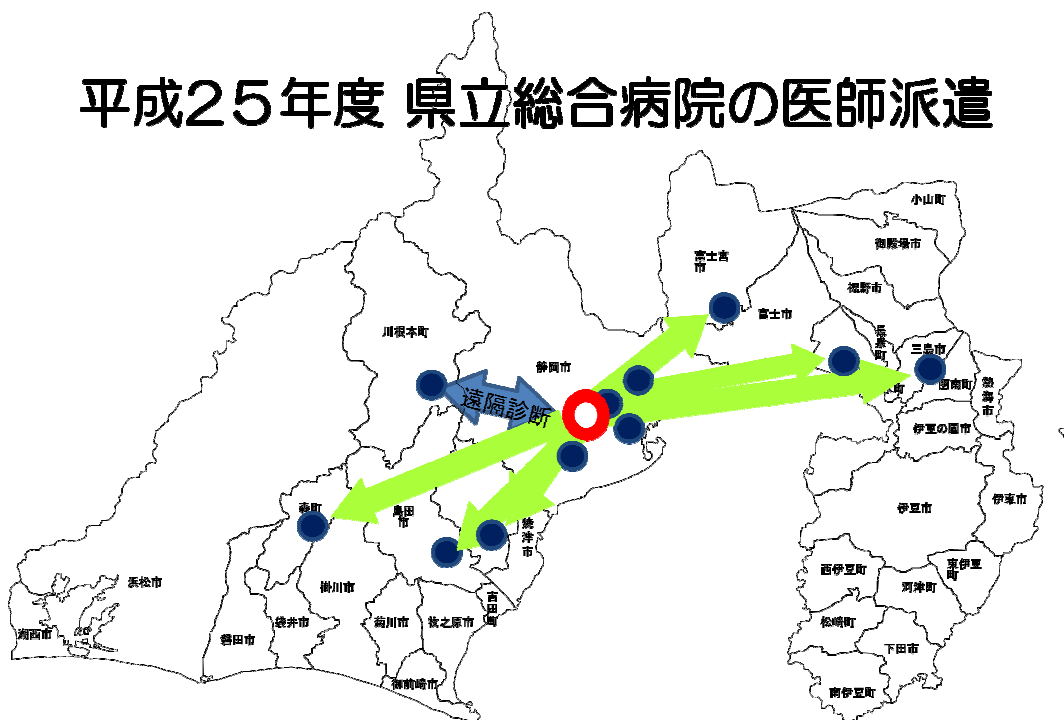 平成25年度 県立総合病院の医師派遣
小山町
御殿場市
富士宮
市
裾野市
富士市
川根本町
長泉町
三島市
静岡市
函南町
熱海市
遠隔診断
伊豆の国市
森町
島田
市
焼津市
伊豆市
伊東市
浜松市
掛川市
西伊豆町
東伊豆
町
河津町
吉田町
袋井市
菊川市
牧之原市
松崎町
湖西市
磐田市
下田市
御前崎市
南伊豆町